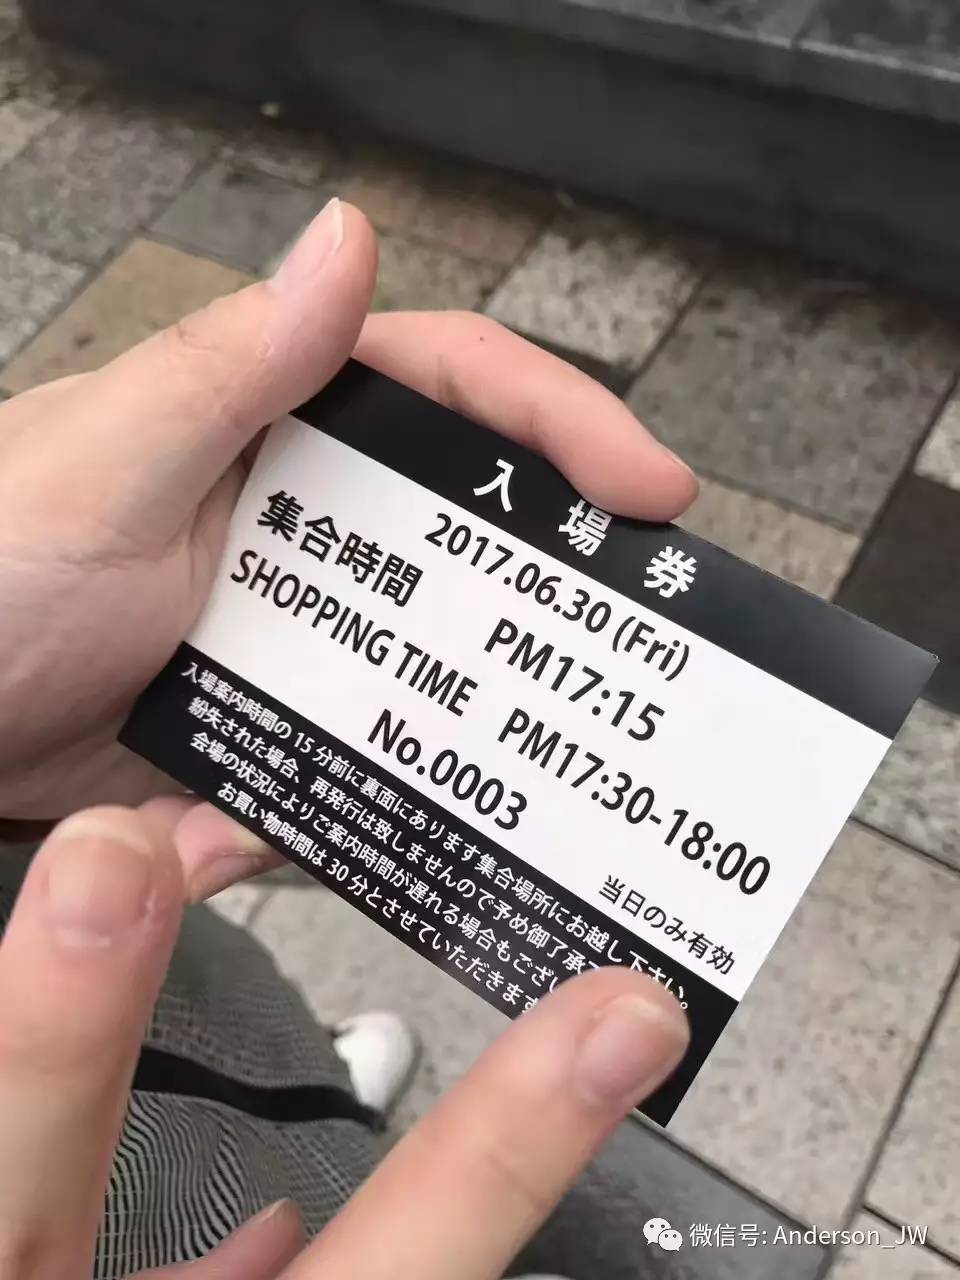 入場券
2017.06.30 (Fri)
集合時間 PM17:15
SHOPPING TIME PM17:30-18:00
No.0003
当日のみ有効
入場案内時間の15分前に裏面にあります集合場所にお越し下さい。
紛失された場合、再発行は致しませんので予め御了承
会場の状況によりご案内時間が遅れる場合もござい
お買い物時間は30分とさせていただきます
微信号: Anderson_JW